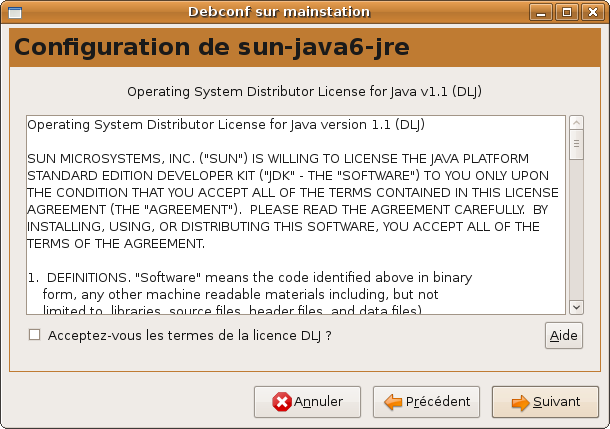 Debconf sur mainstation
Configuration de sun-java6-jre
Operating System Distributor License for Java v1.1 (DLJ)
Operating System Distributor License for Java version 1.1 (DLJ)
SUN MICROSYSTEMS, INC. ("SUN") IS WILLING TO LICENSE THE JAVA PLATFORM
STANDARD EDITION DEVELOPER KIT ("JDK" - THE "SOFTWARE") TO YOU ONLY UPON
THE CONDITION THAT YOU ACCEPT ALL OF THE TERMS CONTAINED IN THIS LICENSE
AGREEMENT (THE "AGREEMENT").  PLEASE READ THE AGREEMENT CAREFULLY.  BY
INSTALLING, USING, OR DISTRIBUTING THIS SOFTWARE, YOU ACCEPT ALL OF THE
TERMS OF THE AGREEMENT.
1.  DEFINITIONS. "Software" means the code identified above in binary
form, any other machine readable materials including, but not
limited to, libraries, source files, header files, and data files)
Acceptez-vous les termes de la licence DLJ ?
Aide
Annuler
Précédent
Suivant